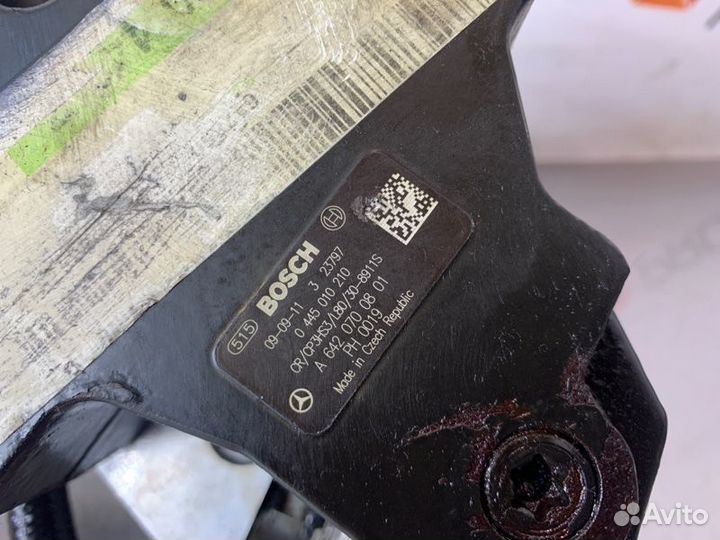 515 BOSCH H
09-09-11 3 23797
0 445 010 210
CR/CP3HS3/L80/30-8911S
A 642 070 08 01
PH 0019
Made in Czech Republic
Avito